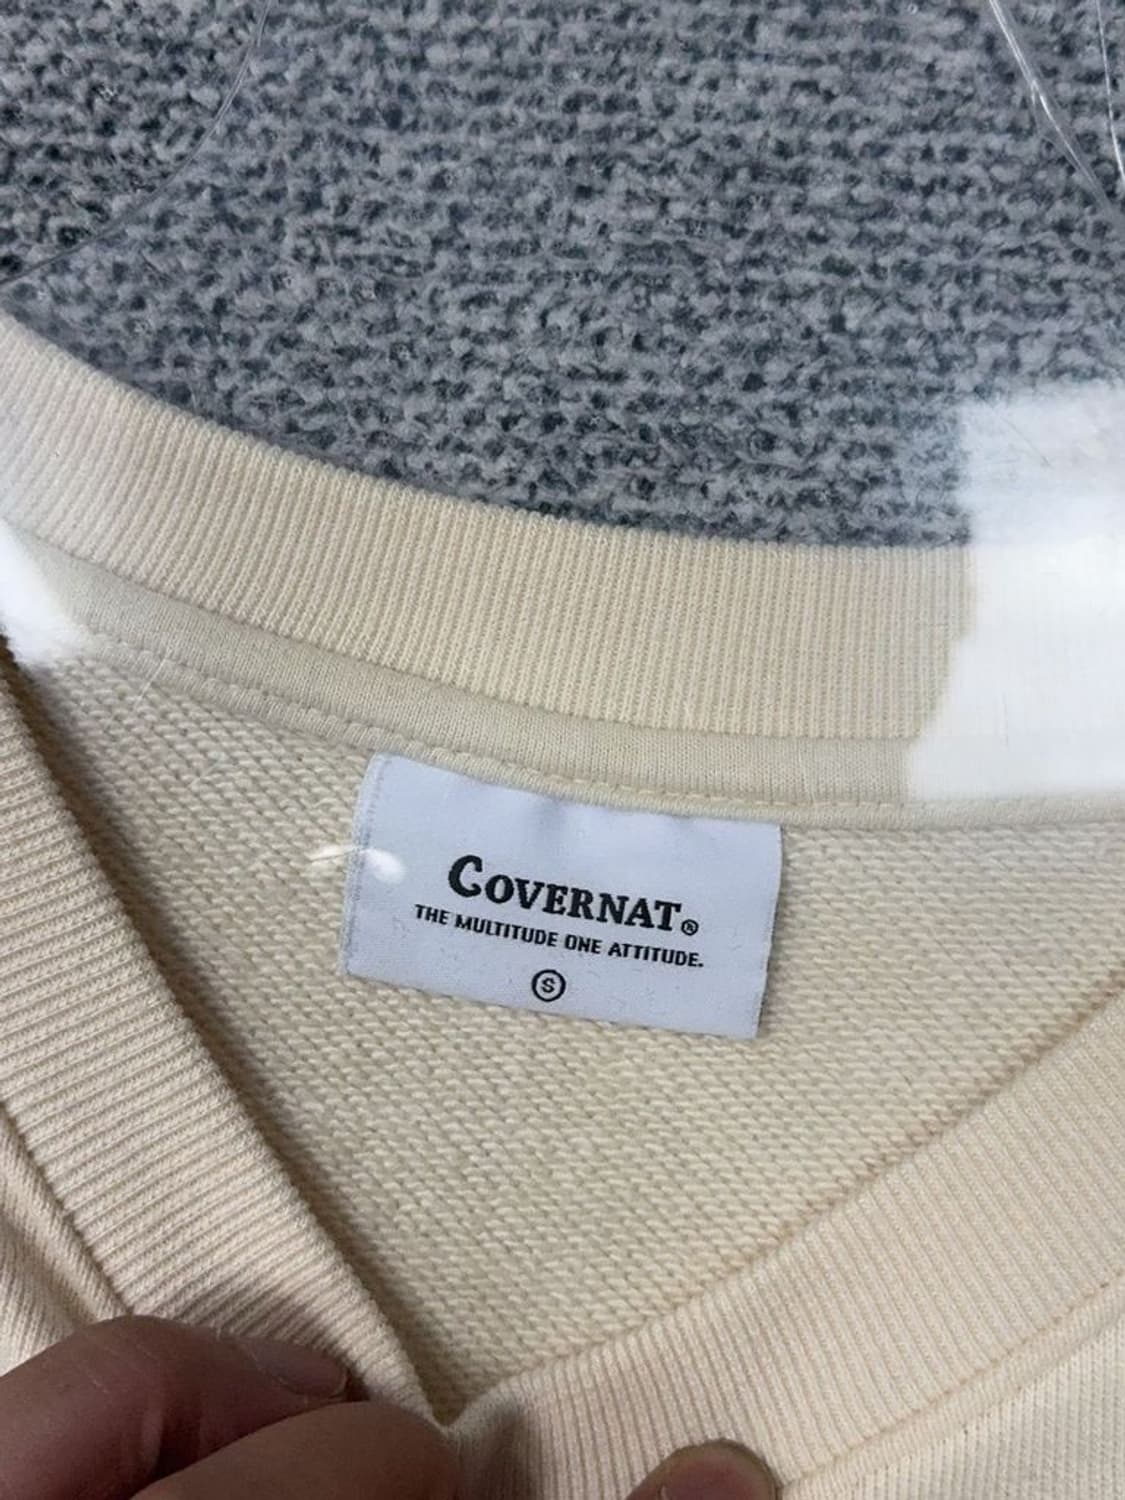 COVERNAT®
THE MULTITUDE ONE ATTITUDE.
S